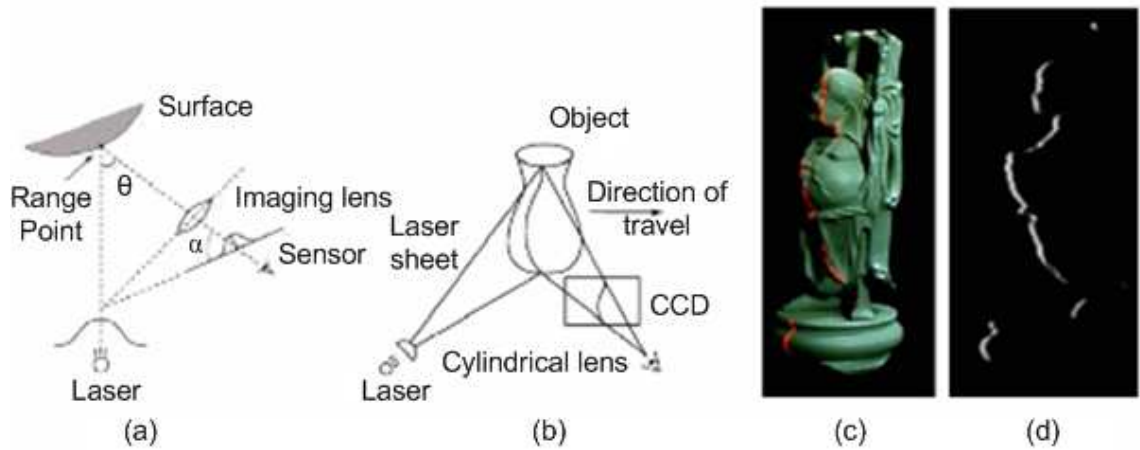 Surface
θ
Range
Point
Imaging lens
α
Sensor
Laser
(a)
Object
Direction of
travel
Laser
sheet
CCD
Cylindrical lens
Laser
(b)
(c)
(d)